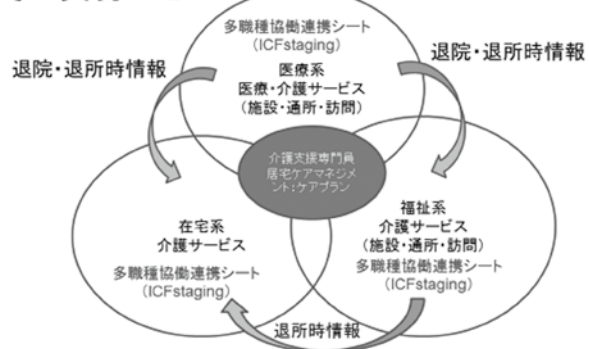 多職種協働連携シート
(ICFstaging)
退院・退所時情報
退院・退所時情報
医療系
医療・介護サービス
(施設・通所・訪問)
介護支援専門員
居宅ケアマネジメ
ント:ケアプラン
在宅系
介護サービス
多職種協働連携シート
(ICFstaging)
福祉系
介護サービス
(施設・通所・訪問)
多職種協働連携シート
(ICFstaging)
退所時情報